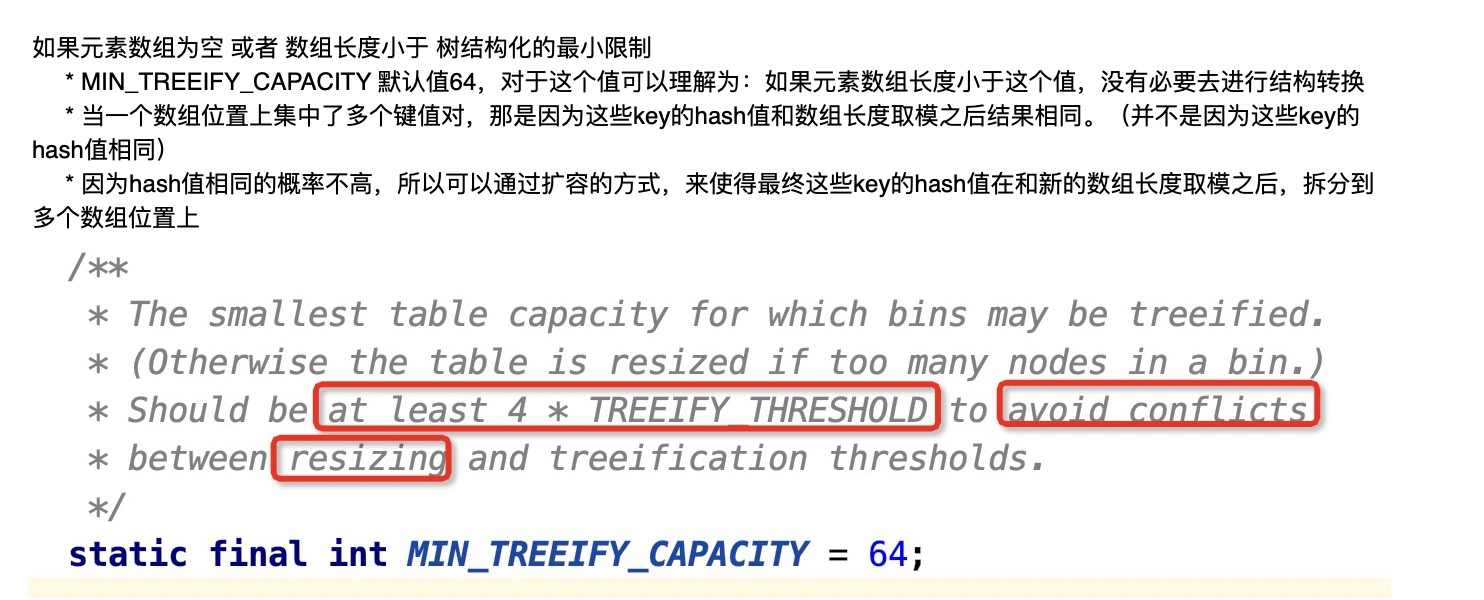 如果元素数组为空 或者 数组长度小于 树结构化的最小限制
* MIN_TREEIFY_CAPACITY 默认值64，对于这个值可以理解为：如果元素数组长度小于这个值，没有必要去进行结构转换
* 当一个数组位置上集中了多个键值对，那是因为这些key的hash值和数组长度取模之后结果相同。（并不是因为这些key的
hash值相同）
* 因为hash值相同的概率不高，所以可以通过扩容的方式，来使得最终这些key的hash值在和新的数组长度取模之后，拆分到
多个数组位置上
/**
* The smallest table capacity for which bins may be treeified.
* (Otherwise the table is resized if too many nodes in a bin.)
* Should be at least 4 * TREEIFY_THRESHOLD to avoid conflicts
* between resizing and treeification thresholds.
*/
static final int MIN_TREEIFY_CAPACITY = 64;